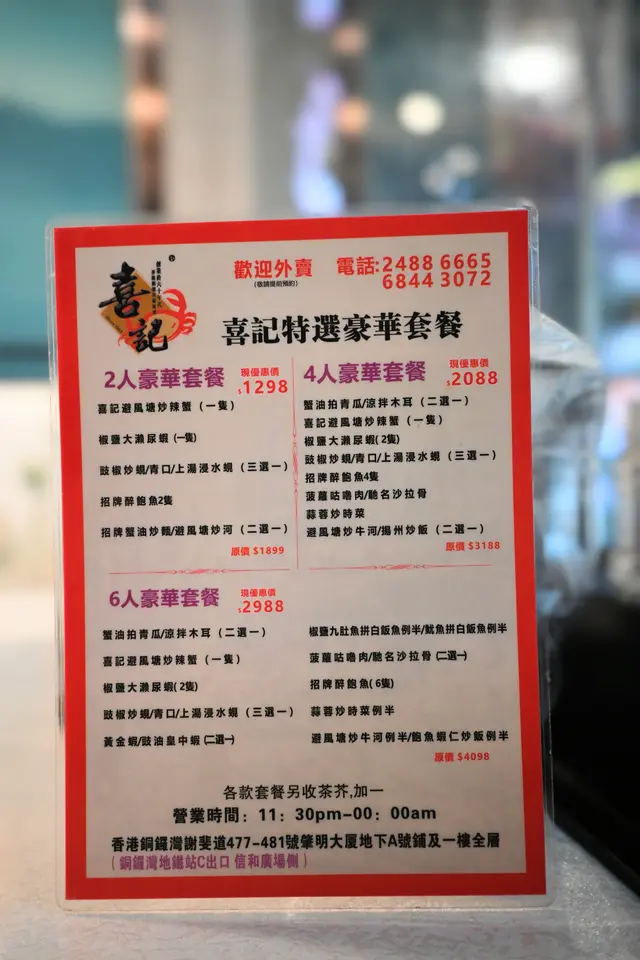 喜記
®
歡迎外賣
(敬請提前預約)
電話:2488 6665
6844 3072
喜記特選豪華套餐
2人豪華套餐
現優惠價
$1298
喜記避風塘炒辣蟹（一隻）
椒鹽大瀨尿蝦（一隻）
豉椒炒蜆/青口/上湯浸水蜆（三選一）
招牌醉鮑魚2隻
招牌蟹油炒麵/避風塘炒河（二選一）
原價 $1899
4人豪華套餐
現優惠價
$2088
蟹油拍青瓜/涼拌木耳（二選一）
喜記避風塘炒辣蟹（一隻）
椒鹽大瀨尿蝦(2隻)
豉椒炒蜆/青口/上湯浸水蜆（三選一）
招牌醉鮑魚4隻
菠蘿咕嚕肉/馳名沙拉骨
蒜蓉炒時菜
避風塘炒牛河/揚州炒飯（二選一）
原價 $3188
6人豪華套餐
現優惠價
$2988
蟹油拍青瓜/涼拌木耳（二選一）
喜記避風塘炒辣蟹（一隻）
椒鹽大瀨尿蝦(2隻)
豉椒炒蜆/青口/上湯浸水蜆（三選一）
黃金蝦/豉油皇中蝦(二選一)
椒鹽九肚魚拼白飯魚例半/魷魚拼白飯魚例半
菠蘿咕嚕肉/馳名沙拉骨(二選一)
招牌醉鮑魚(6隻)
蒜蓉炒時菜例半
避風塘炒牛河例半/鮑魚蝦仁炒飯例半
原價 $4098
各款套餐另收茶芥,加一
營業時間：11：30pm-00：00am
香港銅鑼灣謝斐道477-481號肇明大廈地下A號鋪及一樓全層
（銅鑼灣地鐵站C出口 信和廣場側）